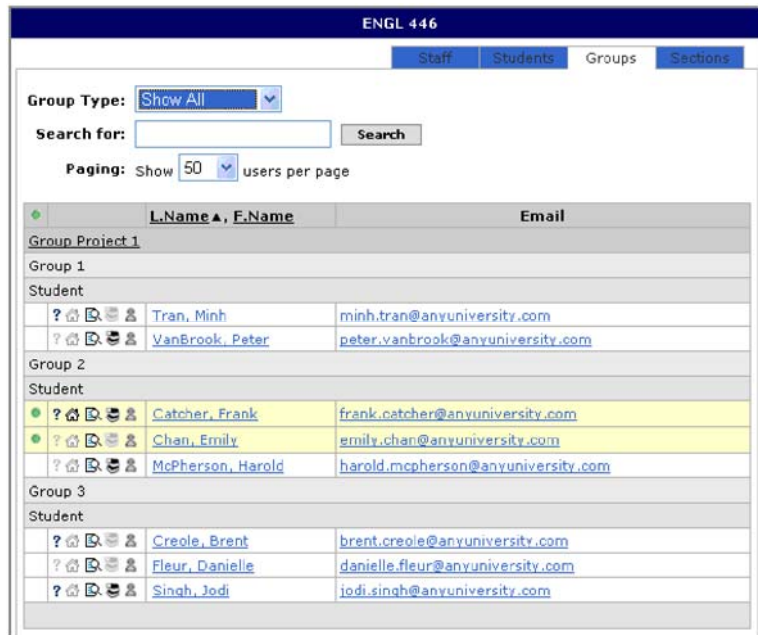 ENGL 446
Staff Students Groups Sections
Group Type: Show All
Search for: Search
Paging: Show 50 users per page
L.Name▲, F.Name Email
Group Project 1
Group 1
Student
? Tran, Minh minh.tran@anyuniversity.com
? VanBrook, Peter peter.vanbrook@anyuniversity.com
Group 2
Student
? Catcher, Frank frank.catcher@anyuniversity.com
? Chan, Emily emily.chan@anyuniversity.com
? McPherson, Harold harold.mcpherson@anyuniversity.com
Group 3
Student
? Creole, Brent brent.creole@anyuniversity.com
? Fleur, Danielle danielle.fleur@anyuniversity.com
? Singh, Jodi jodi.singh@anyuniversity.com